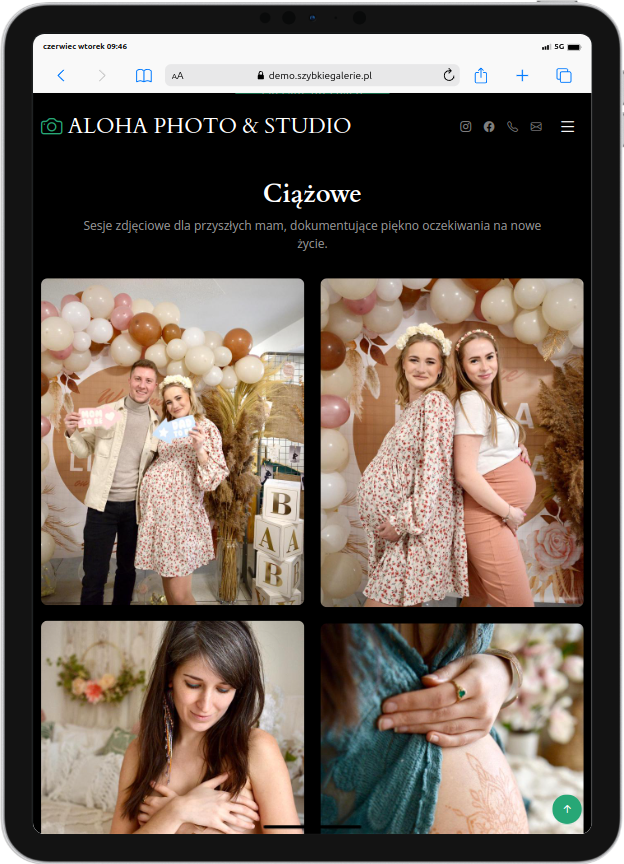 czerwiec wtorek 09:46
5G
AA
demo.szybkiegalerie.pl
ALOHA PHOTO & STUDIO
Ciążowe
Sesje zdjęciowe dla przyszłych mam, dokumentujące piękno oczekiwania na nowe
życie.
MOM
B
A
B